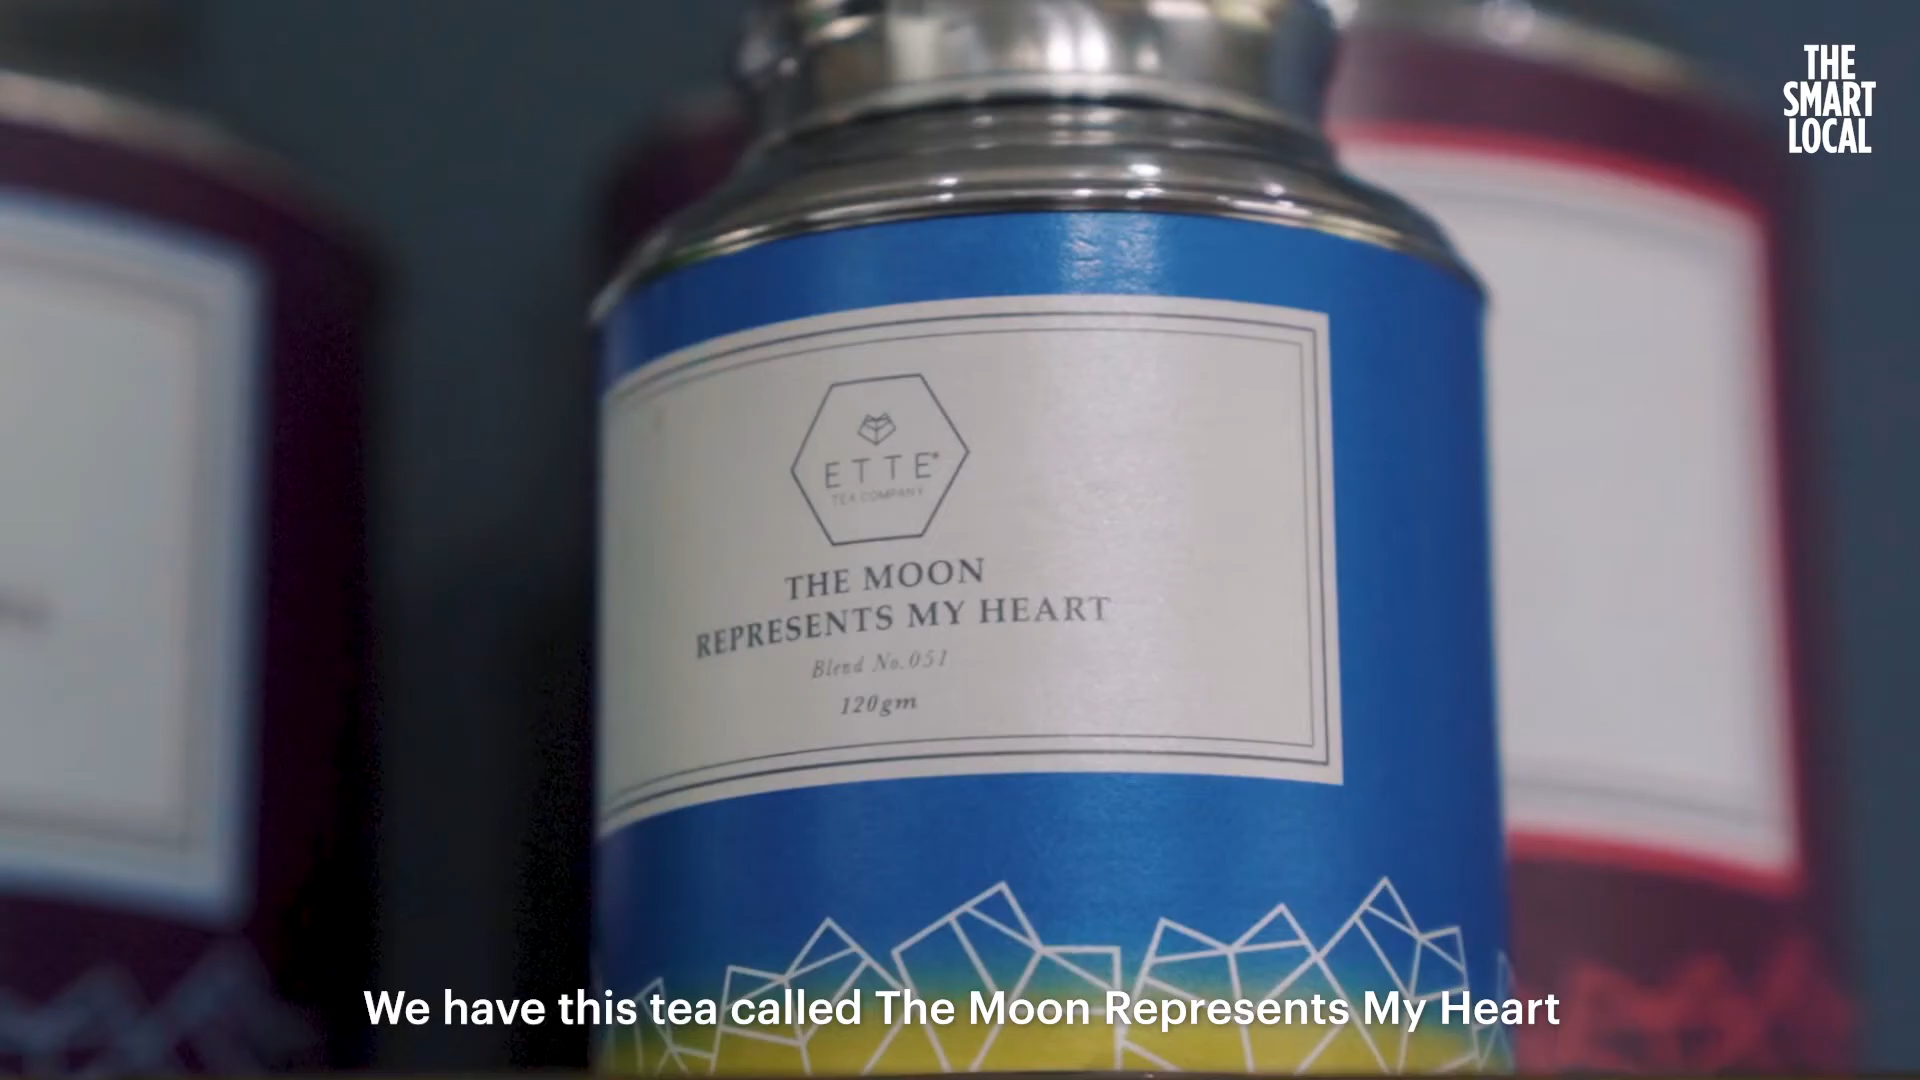 THE
SMART
LOCAL
ETTE
TEA COMPANY
THE MOON
REPRESENTS MY HEART
Blend No.051
120gm
We have this tea called The Moon Represents My Heart